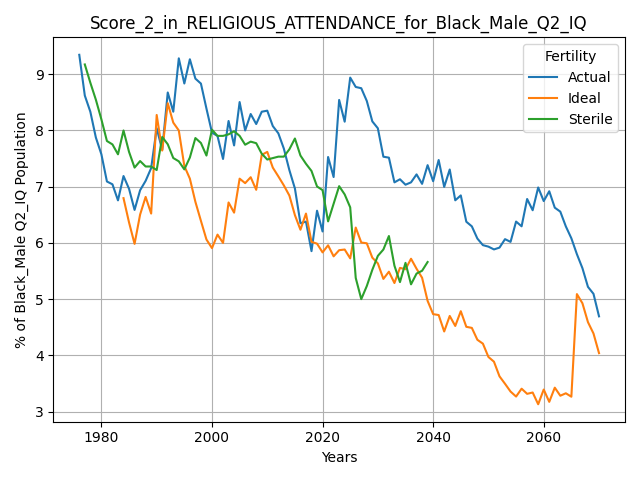 Score_2_in_RELIGIOUS_ATTENDANCE_for_Black_Male_Q2_IQ
% of Black_Male Q2_IQ Population
9
8
7
6
5
4
3
Fertility
Actual
Ideal
Sterile
1980 2000 2020 2040 2060
Years